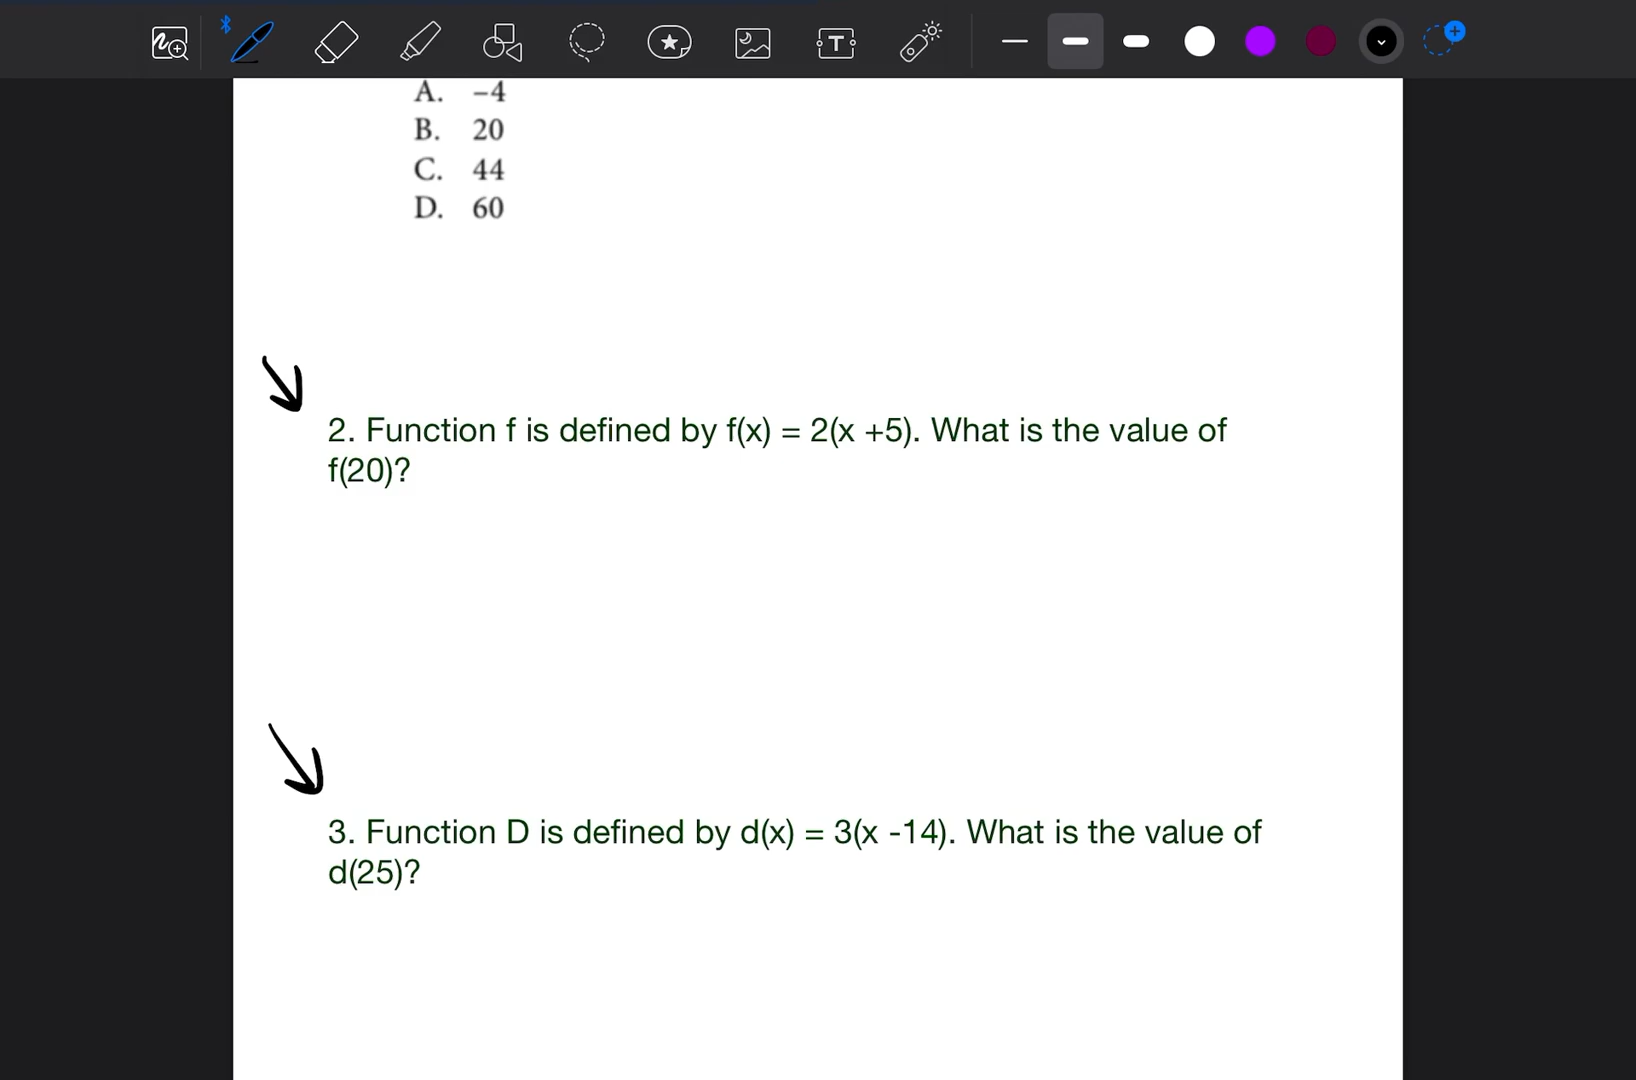 T
A. −4
B. 20
C. 44
D. 60
2. Function f is defined by f(x) = 2(x +5). What is the value of
f(20)?
3. Function D is defined by d(x) = 3(x -14). What is the value of
d(25)?